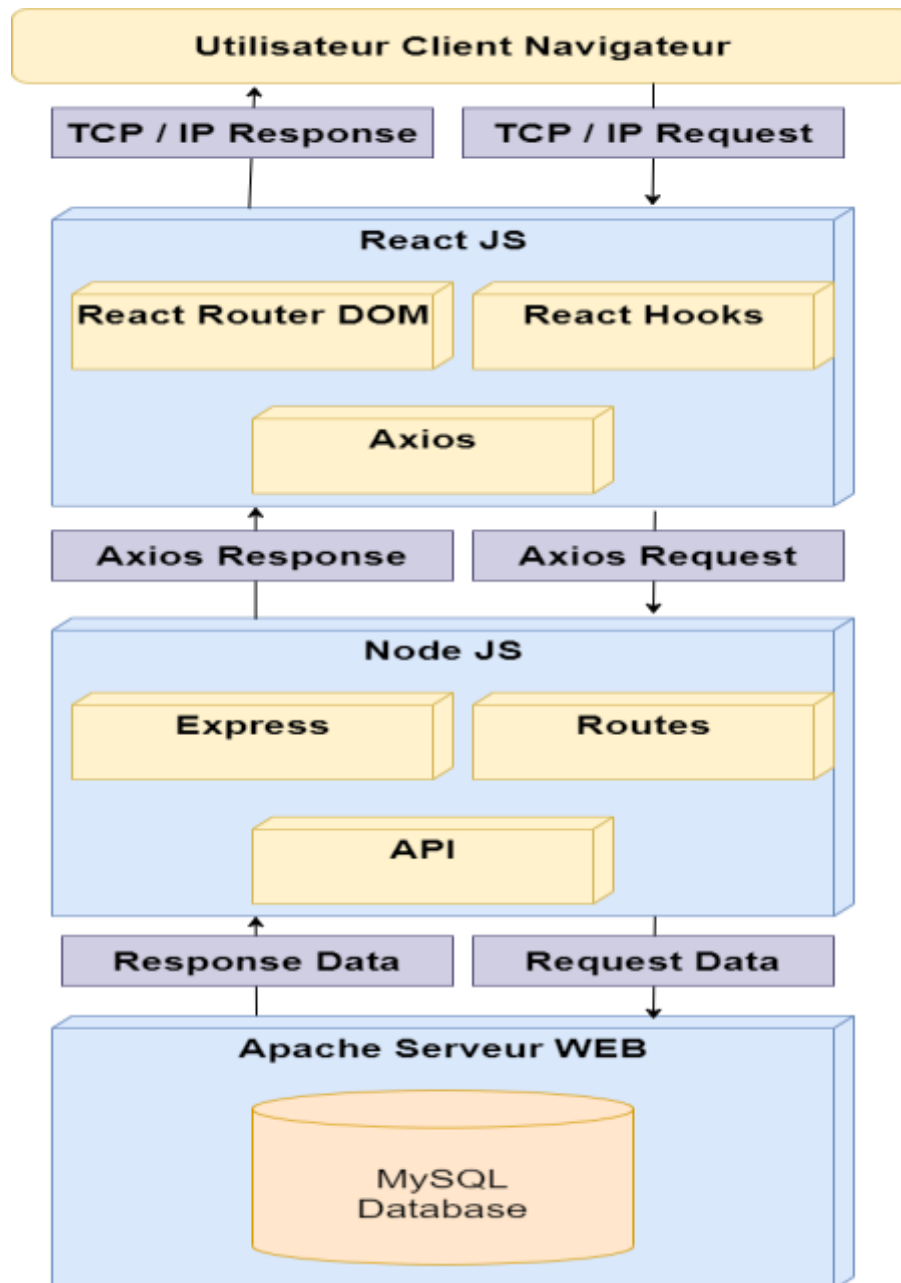 Utilisateur Client Navigateur
TCP / IP Response
TCP / IP Request
React JS
React Router DOM
React Hooks
Axios
Axios Response
Axios Request
Node JS
Express
Routes
API
Response Data
Request Data
Apache Serveur WEB
MySQL
Database